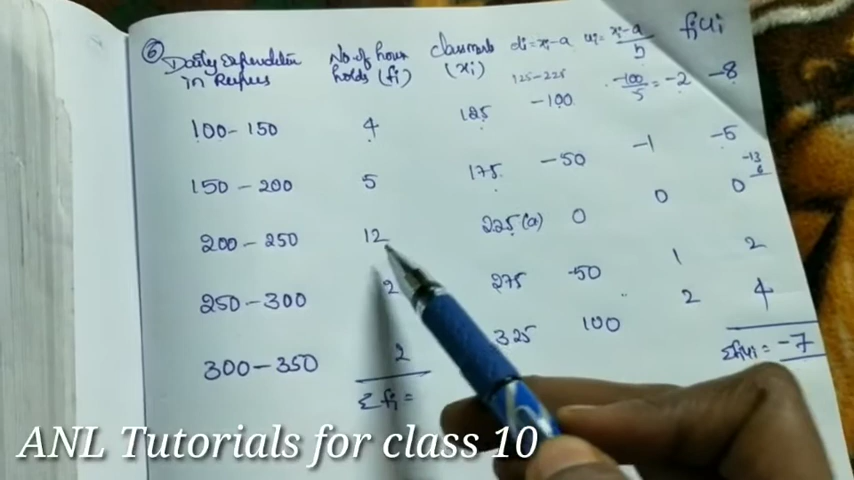 ⑥ Daily expenditure in Rupees | No. of house holds (fi) | class mark (xi) | di = xi - a | ui = xi - a / 5 | fiui
125 - 225 | -100/5 = -2 | -8
100 - 150 | 4 | 125 | -100
150 - 200 | 5 | 175 | -50 | -1 | -5
-13
6
200 - 250 | 12 | 225 (a) | 0 | 0 | 0
250 - 300 | 2 | 275 | 50 | 1 | 2
300 - 350 | 2 | 325 | 100 | 2 | 4
Σfi = | Σfiui = -7
ANL Tutorials for class 10